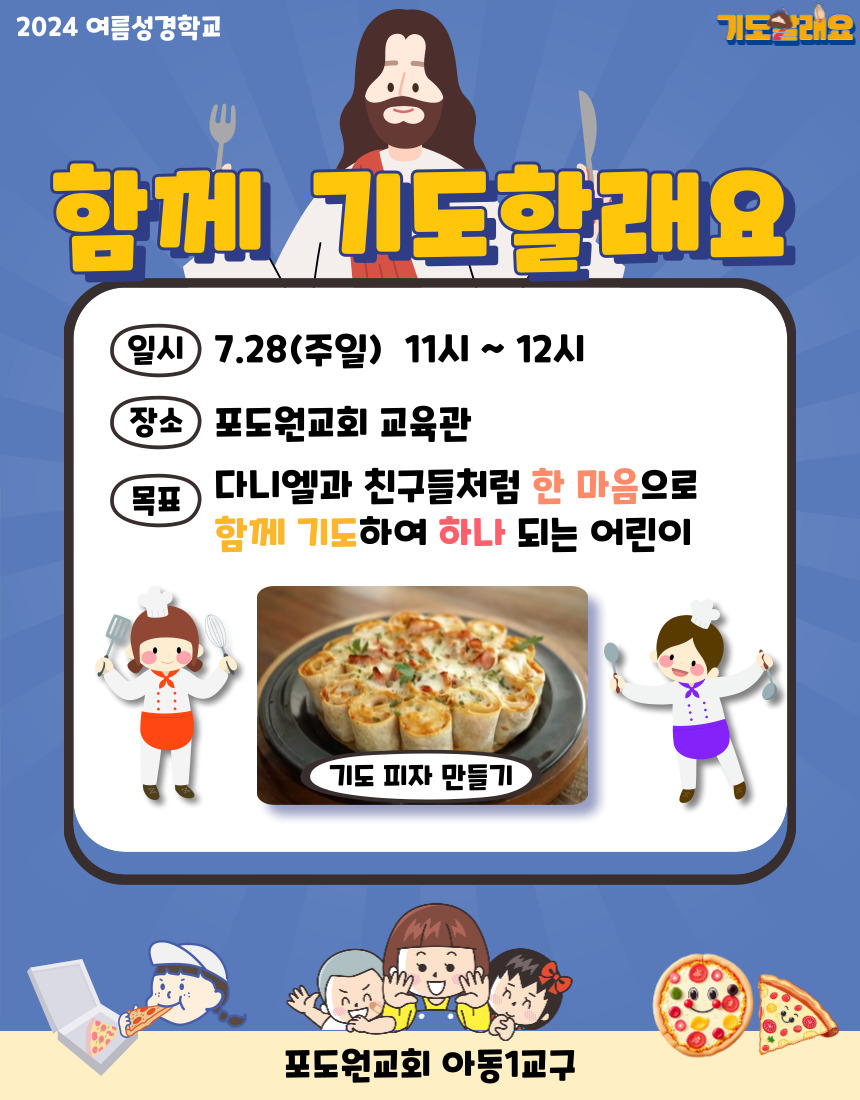 2024 여름성경학교
기도할래요
함께 기도할래요
일시 7.28(주일) 11시 ~ 12시
장소 포도원교회 교육관
목표 다니엘과 친구들처럼 한 마음으로
함께 기도하여 하나 되는 어린이
기도 피자 만들기
포도원교회 아동1교구